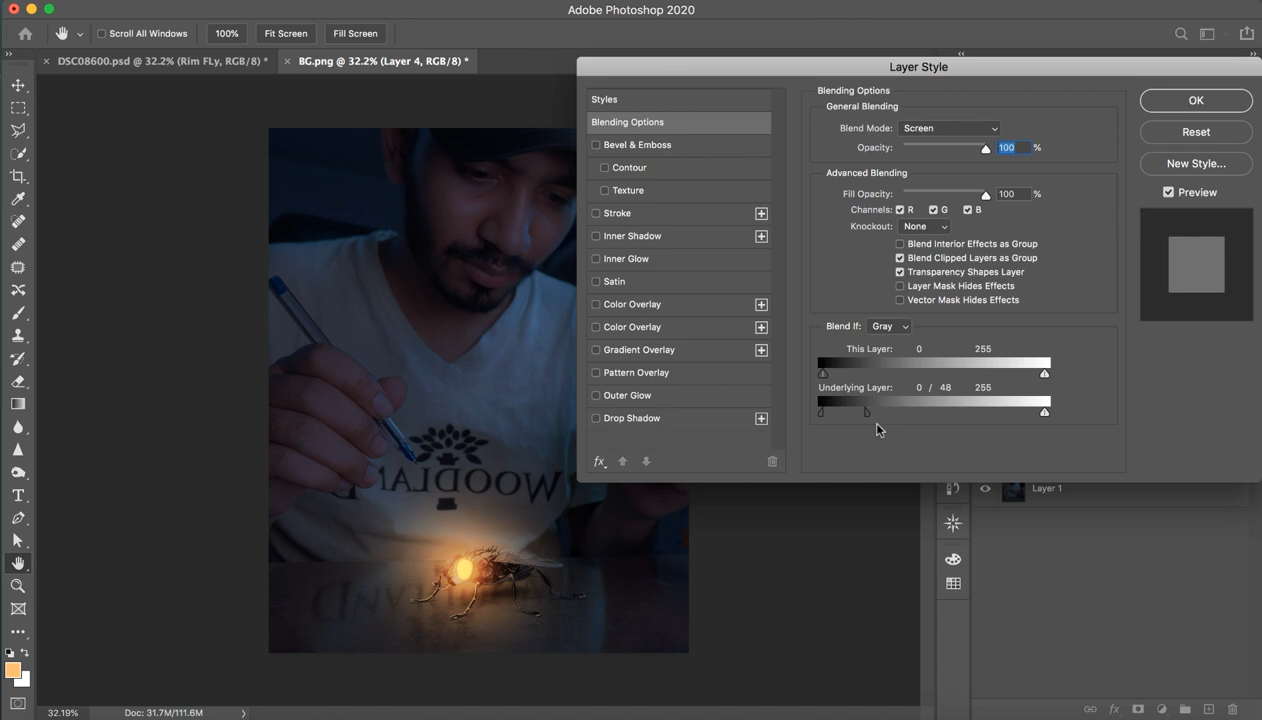 Adobe Photoshop 2020
Scroll All Windows
100%
Fit Screen
Fill Screen
DSC08600.psd @ 32.2% (Rim FLy, RGB/8) *
BG.png @ 32.2% (Layer 4, RGB/8) *
Layer Style
Styles
Blending Options
Bevel & Emboss
Contour
Texture
Stroke
Inner Shadow
Inner Glow
Satin
Color Overlay
Color Overlay
Gradient Overlay
Pattern Overlay
Outer Glow
Drop Shadow
fx
Blending Options
General Blending
Blend Mode: Screen
Opacity: 100 %
Advanced Blending
Fill Opacity: 100 %
Channels: R G B
Knockout: None
Blend Interior Effects as Group
Blend Clipped Layers as Group
Transparency Shapes Layer
Layer Mask Hides Effects
Vector Mask Hides Effects
Blend If: Gray
This Layer: 0 255
Underlying Layer: 0 / 48 255
OK
Reset
New Style...
Preview
Layer 1
WOODLAND
32.19%
Doc: 31.7M/111.6M
fx